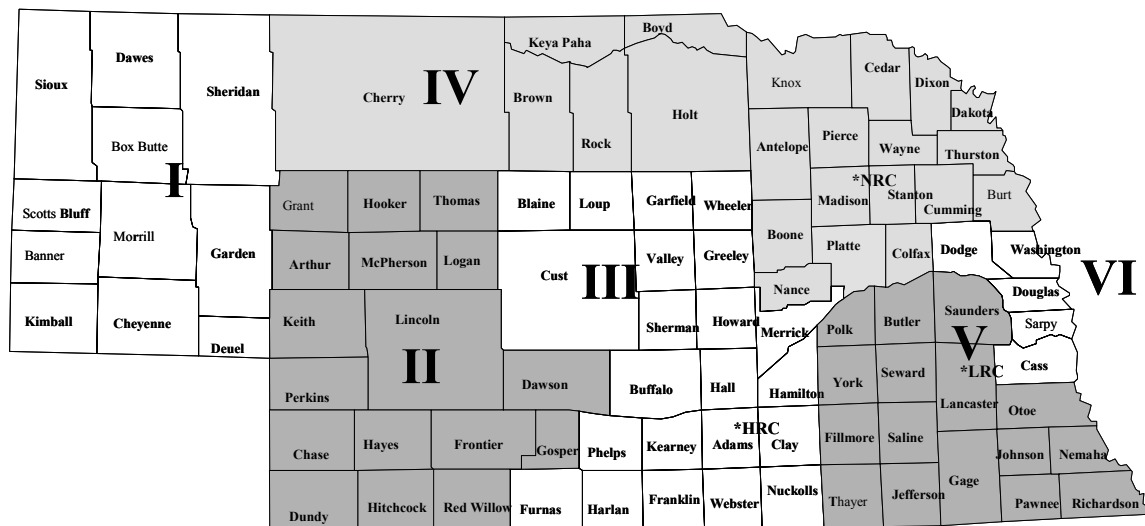 Boyd
Keya Paha
Dawes
Sioux
Sheridan
Cherry
IV
Brown
Rock
Holt
Knox
Cedar
Dixon
Dakota
Box Butte
I
Antelope
Pierce
Wayne
Thurston
Grant
Hooker
Thomas
Blaine
Loup
Garfield
Wheeler
*NRC
Madison
Stanton
Cumming
Burt
Scotts Bluff
Morrill
Garden
Banner
Arthur
McPherson
Logan
Cust
III
Valley
Greeley
Boone
Platte
Colfax
Dodge
Washington
VI
Nance
Douglas
Kimball
Cheyenne
Deuel
Keith
Lincoln
II
Sherman
Howard
Merrick
Polk
Butler
Saunders
Sarpy
V
*LRC
Cass
Perkins
Dawson
Buffalo
Hall
Hamilton
York
Seward
Lancaster
Otoe
Chase
Hayes
Frontier
Gosper
Phelps
Kearney
*HRC
Adams
Clay
Fillmore
Saline
Johnson
Nemaha
Gage
Dundy
Hitchcock
Red Willow
Furnas
Harlan
Franklin
Webster
Nuckolls
Thayer
Jefferson
Pawnee
Richardson